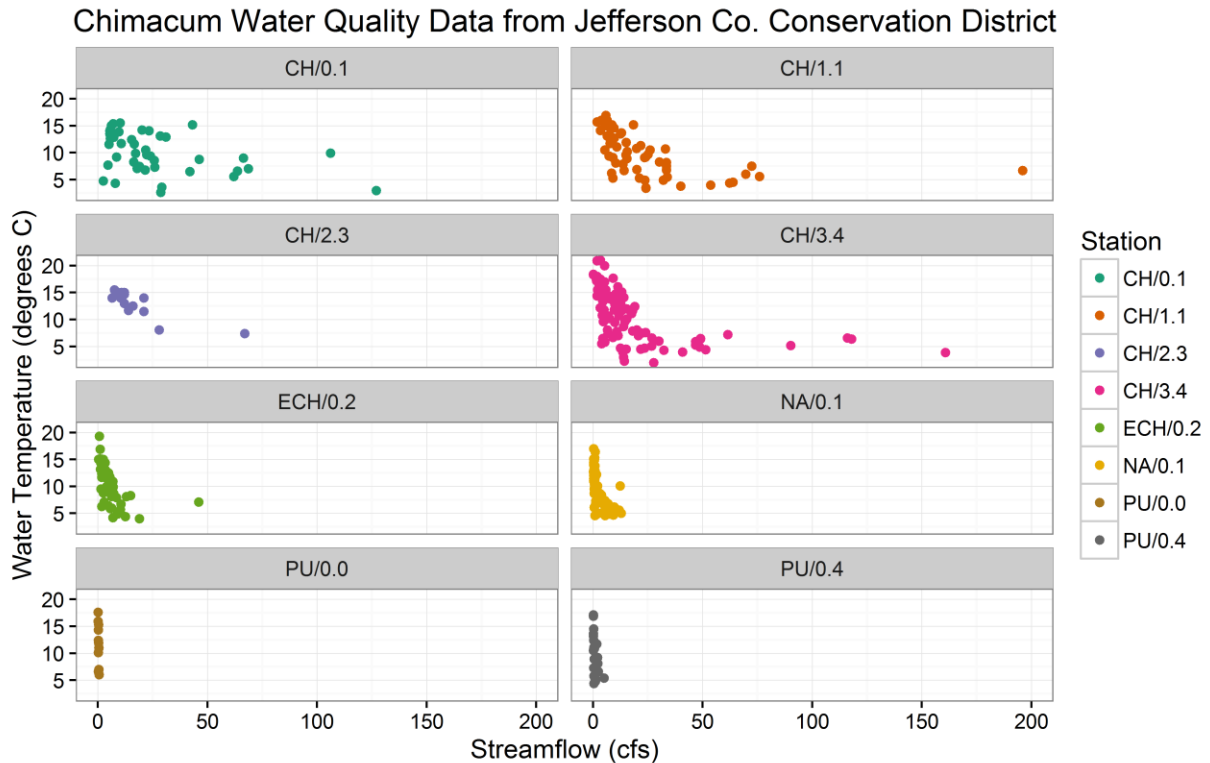 Chimacum Water Quality Data from Jefferson Co. Conservation District
CH/0.1
CH/1.1
20
15
10
5
CH/2.3
CH/3.4
20
15
10
5
ECH/0.2
NA/0.1
20
15
10
5
PU/0.0
PU/0.4
20
15
10
5
0 50 100 150 200
0 50 100 150 200
Water Temperature (degrees C)
Streamflow (cfs)
Station
CH/0.1
CH/1.1
CH/2.3
CH/3.4
ECH/0.2
NA/0.1
PU/0.0
PU/0.4